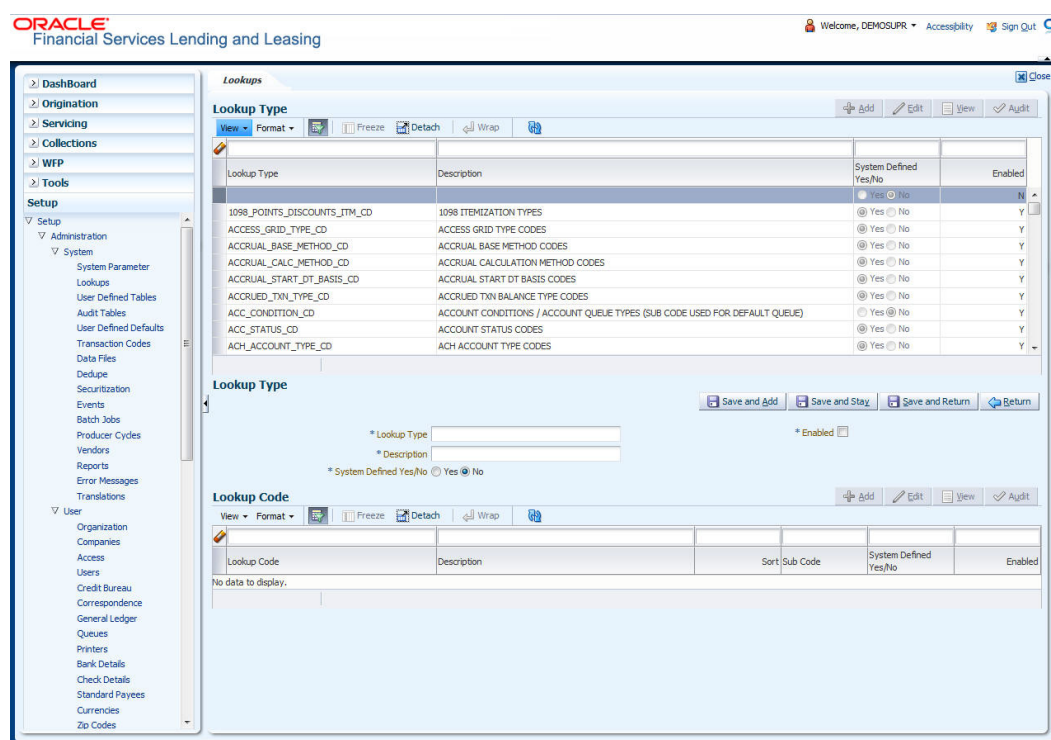 ORACLE
Financial Services Lending and Leasing
Welcome, DEMOSUPR Accessibility Sign Out
DashBoard
Origination
Servicing
Collections
WFP
Tools
Setup
Setup
Administration
System
System Parameter
Lookups
User Defined Tables
Audit Tables
User Defined Defaults
Transaction Codes
Data Files
Dedupe
Securitization
Events
Batch Jobs
Producer Cycles
Vendors
Reports
Error Messages
Translations
User
Organization
Companies
Access
Users
Credit Bureau
Correspondence
General Ledger
Queues
Printers
Bank Details
Check Details
Standard Payees
Currencies
Zip Codes
Lookups
Close
Lookup Type
Add Edit View Audit
View Format Freeze Detach Wrap
Lookup Type Description System Defined Yes/No Enabled
Yes No N
1098_POINTS_DISCOUNTS_ITM_CD 1098 ITEMIZATION TYPES Yes No Y
ACCESS_GRID_TYPE_CD ACCESS GRID TYPE CODES Yes No Y
ACCRUAL_BASE_METHOD_CD ACCRUAL BASE METHOD CODES Yes No Y
ACCRUAL_CALC_METHOD_CD ACCRUAL CALCULATION METHOD CODES Yes No Y
ACCRUAL_START_DT_BASIS_CD ACCRUAL START DT BASIS CODES Yes No Y
ACCRUED_TXN_TYPE_CD ACCRUED TXN BALANCE TYPE CODES Yes No Y
ACC_CONDITION_CD ACCOUNT CONDITIONS / ACCOUNT QUEUE TYPES (SUB CODE USED FOR DEFAULT QUEUE) Yes No Y
ACC_STATUS_CD ACCOUNT STATUS CODES Yes No Y
ACH_ACCOUNT_TYPE_CD ACH ACCOUNT TYPE CODES Yes No Y
Lookup Type
Save and Add Save and Stay Save and Return Return
* Lookup Type * Enabled
* Description
* System Defined Yes/No Yes No
Lookup Code
Add Edit View Audit
View Format Freeze Detach Wrap
Lookup Code Description Sort Sub Code System Defined Yes/No Enabled
No data to display.